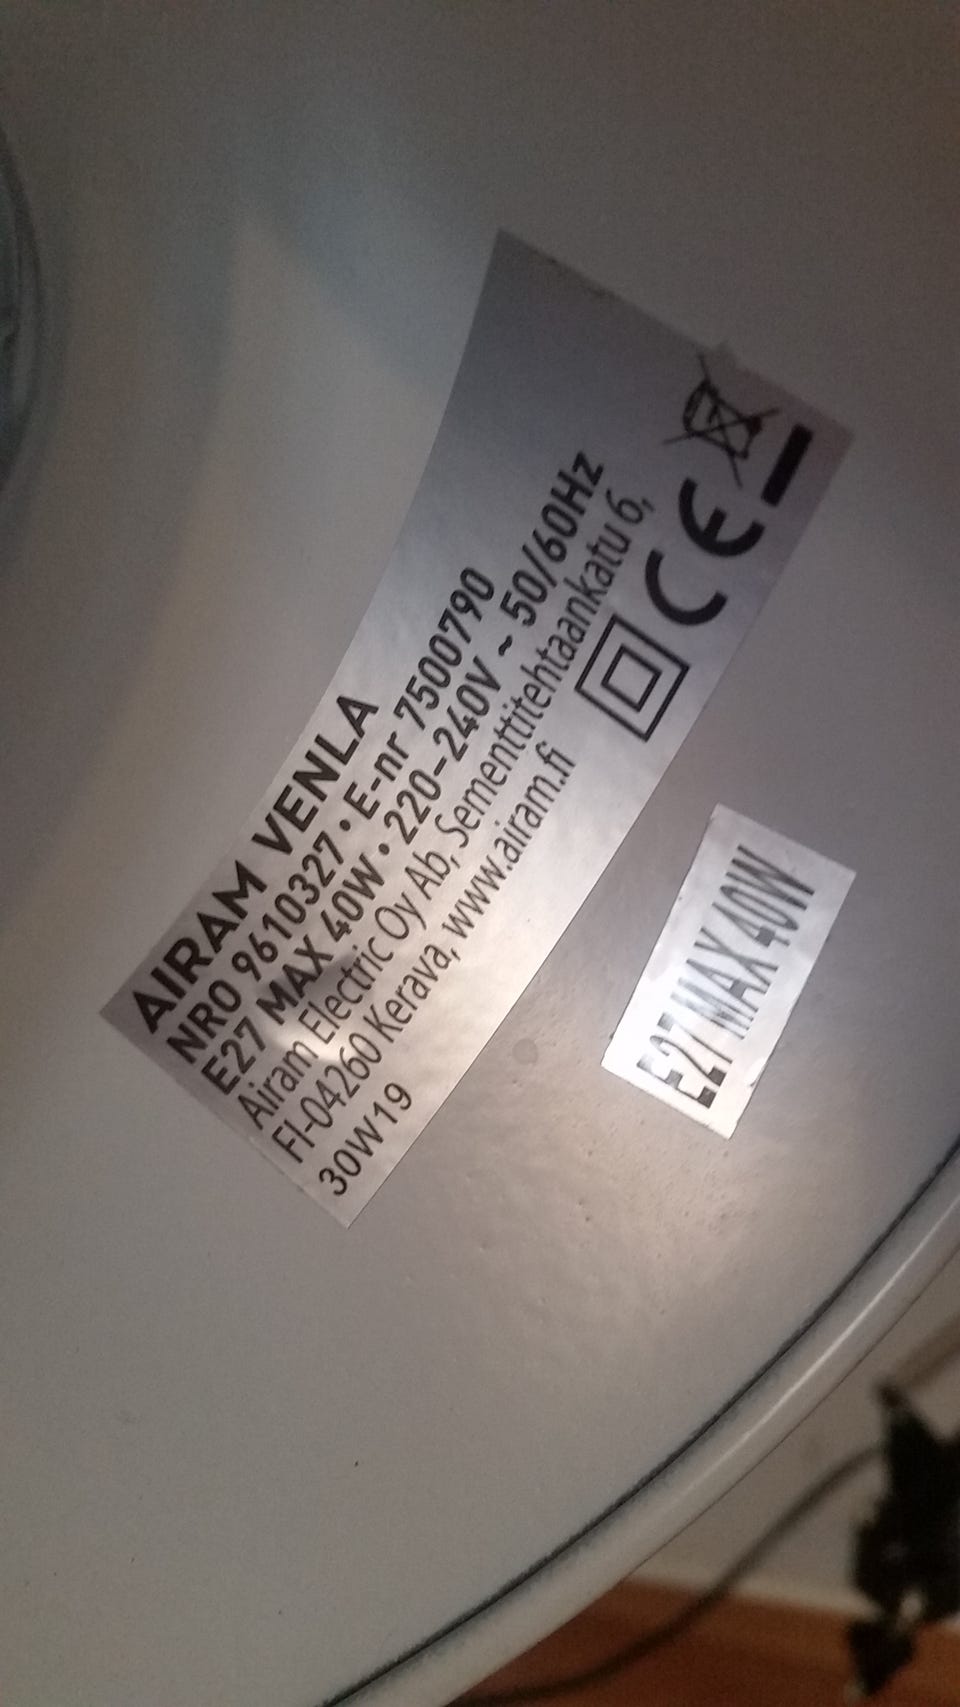 AIRAM VENLA
NRO 9610327 • E-nr 7500790
E27 MAX 40W • 220-240V ~ 50/60Hz
Airam Electric Oy Ab, Sementtitehtaankatu 6,
FI-04260 Kerava, www.airam.fi
30W19
CE
E27 MAX 40W